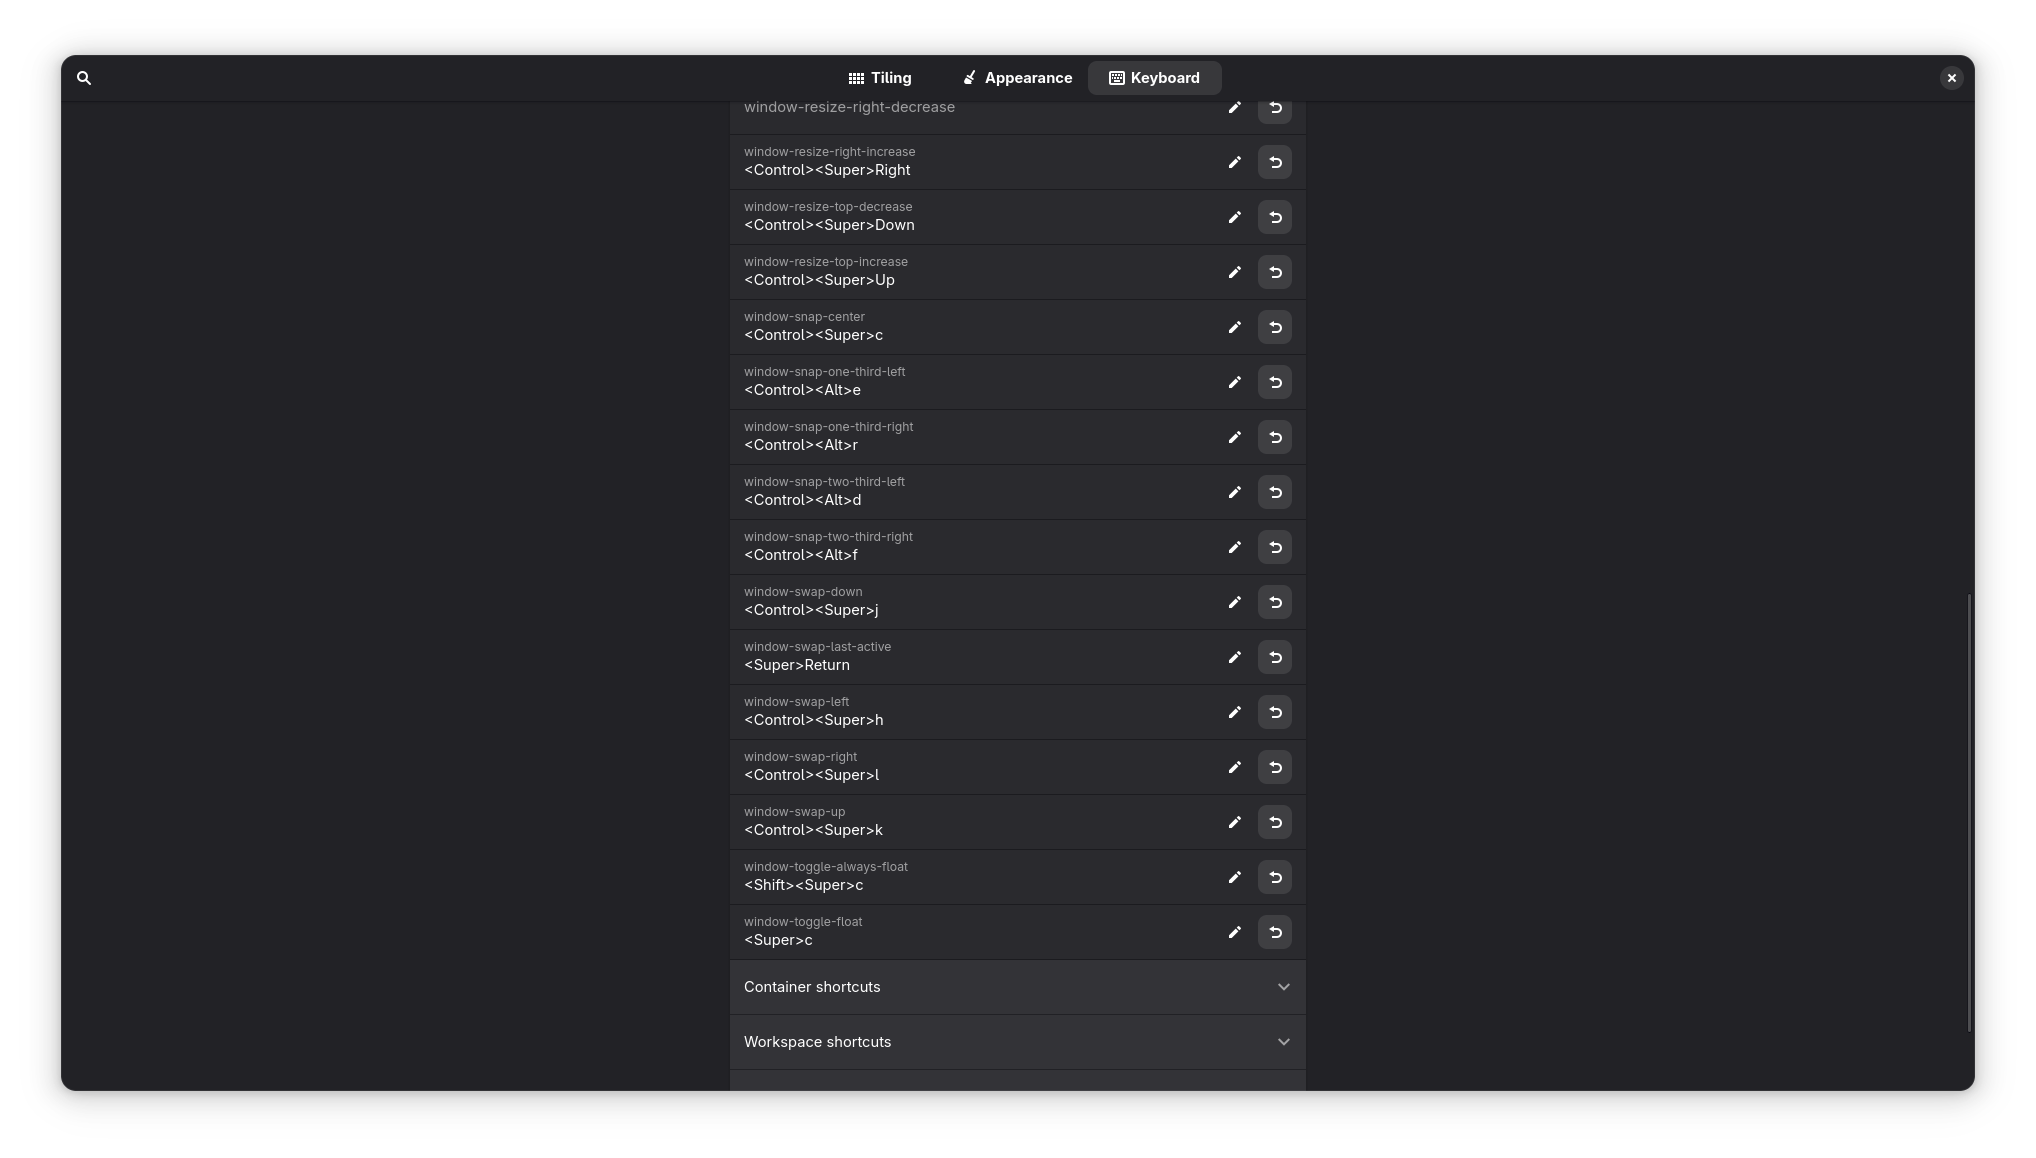 Tiling
Appearance
Keyboard
window-resize-right-decrease
window-resize-right-increase
<Control><Super>Right
window-resize-top-decrease
<Control><Super>Down
window-resize-top-increase
<Control><Super>Up
window-snap-center
<Control><Super>c
window-snap-one-third-left
<Control><Alt>e
window-snap-one-third-right
<Control><Alt>r
window-snap-two-third-left
<Control><Alt>d
window-snap-two-third-right
<Control><Alt>f
window-swap-down
<Control><Super>j
window-swap-last-active
<Super>Return
window-swap-left
<Control><Super>h
window-swap-right
<Control><Super>l
window-swap-up
<Control><Super>k
window-toggle-always-float
<Shift><Super>c
window-toggle-float
<Super>c
Container shortcuts
Workspace shortcuts